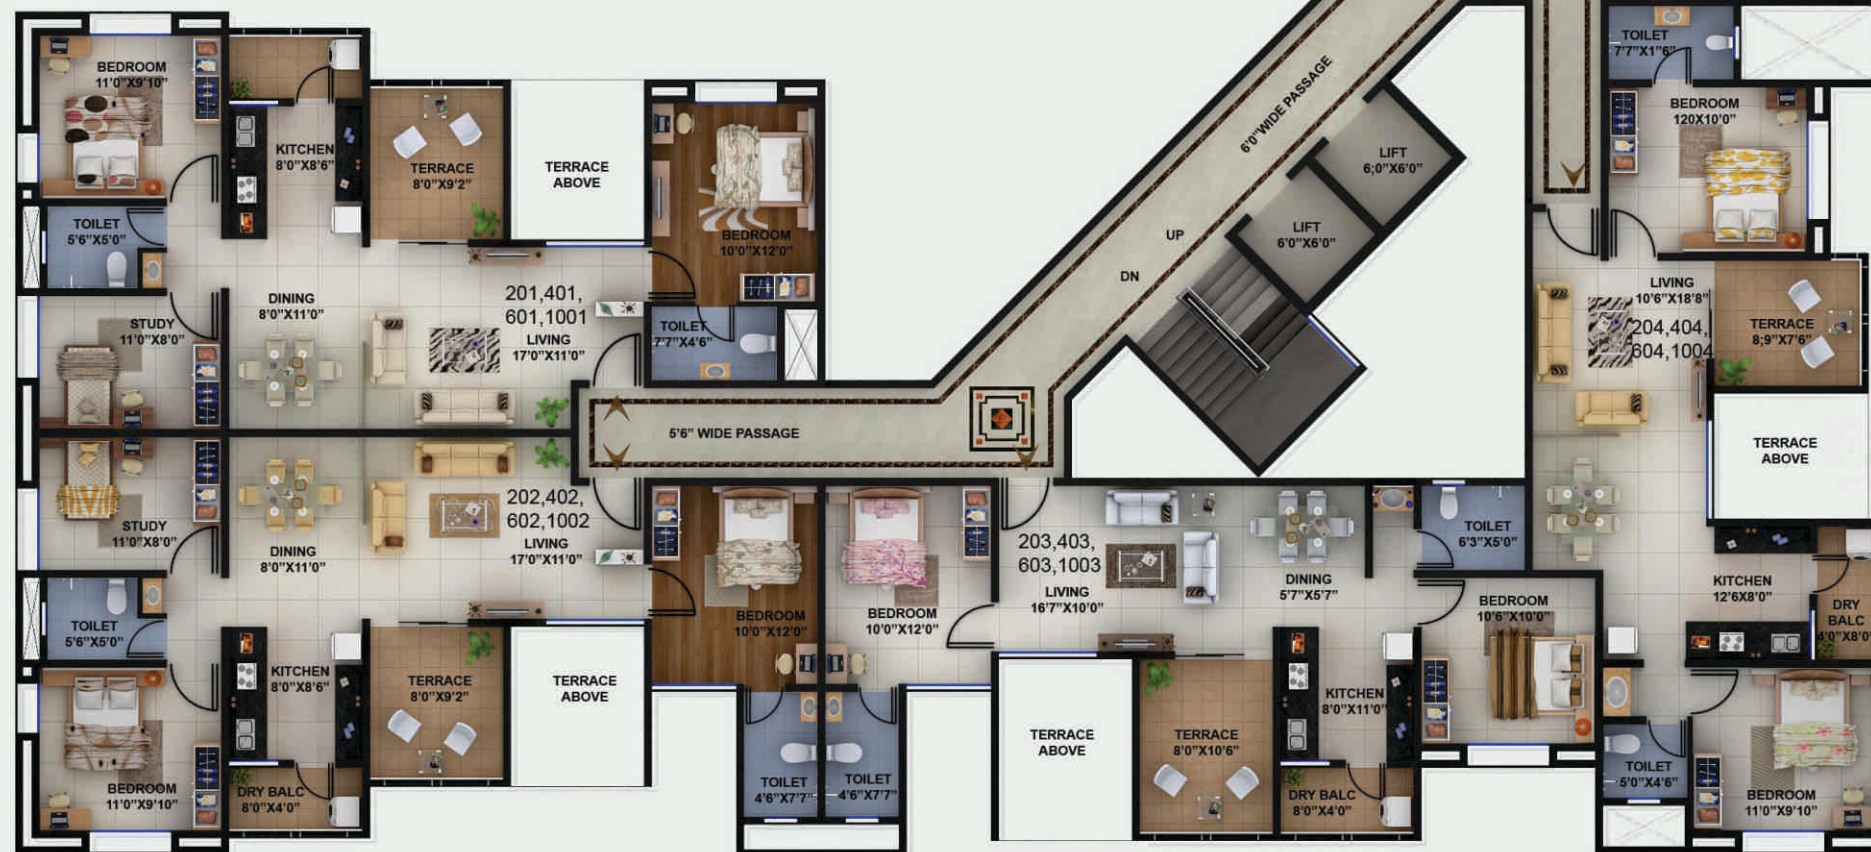 BEDROOM
11'0"X9'10"
KITCHEN
8'0"X8'6"
TERRACE
8'0"X9'2"
TERRACE
ABOVE
BEDROOM
10'0"X12'0"
TOILET
5'6"X5'0"
STUDY
11'0"X8'0"
DINING
8'0"X11'0"
201,401,
601,1001
LIVING
17'0"X11'0"
TOILET
7'7"X4'6"
5'6" WIDE PASSAGE
6'0"WIDE PASSAGE
UP
DN
LIFT
6;0"X6'0"
LIFT
6'0"X6'0"
TOILET
7'7"X1"6"
BEDROOM
120X10'0"
LIVING
10'6"X18'8"
204,404,
604,1004
TERRACE
8;9"X7'6"
TERRACE
ABOVE
KITCHEN
12'6X8'0"
DRY
BALC
4'0"X8'0"
TOILET
5'0"X4'6"
BEDROOM
11'0"X9'10"
STUDY
11'0"X8'0"
DINING
8'0"X11'0"
202,402,
602,1002
LIVING
17'0"X11'0"
TOILET
5'6"X5'0"
KITCHEN
8'0"X8'6"
TERRACE
8'0"X9'2"
TERRACE
ABOVE
BEDROOM
11'0"X9'10"
DRY BALC
8'0"X4'0"
BEDROOM
10'0"X12'0"
BEDROOM
10'0"X12'0"
TOILET
4'6"X7'7"
TOILET
4'6"X7'7"
203,403,
603,1003
LIVING
16'7"X10'0"
DINING
5'7"X5'7"
TOILET
6'3"X5'0"
BEDROOM
10'6"X10'0"
TERRACE
ABOVE
TERRACE
8'0"X10'6"
KITCHEN
8'0"X11'0"
DRY BALC
8'0"X4'0"